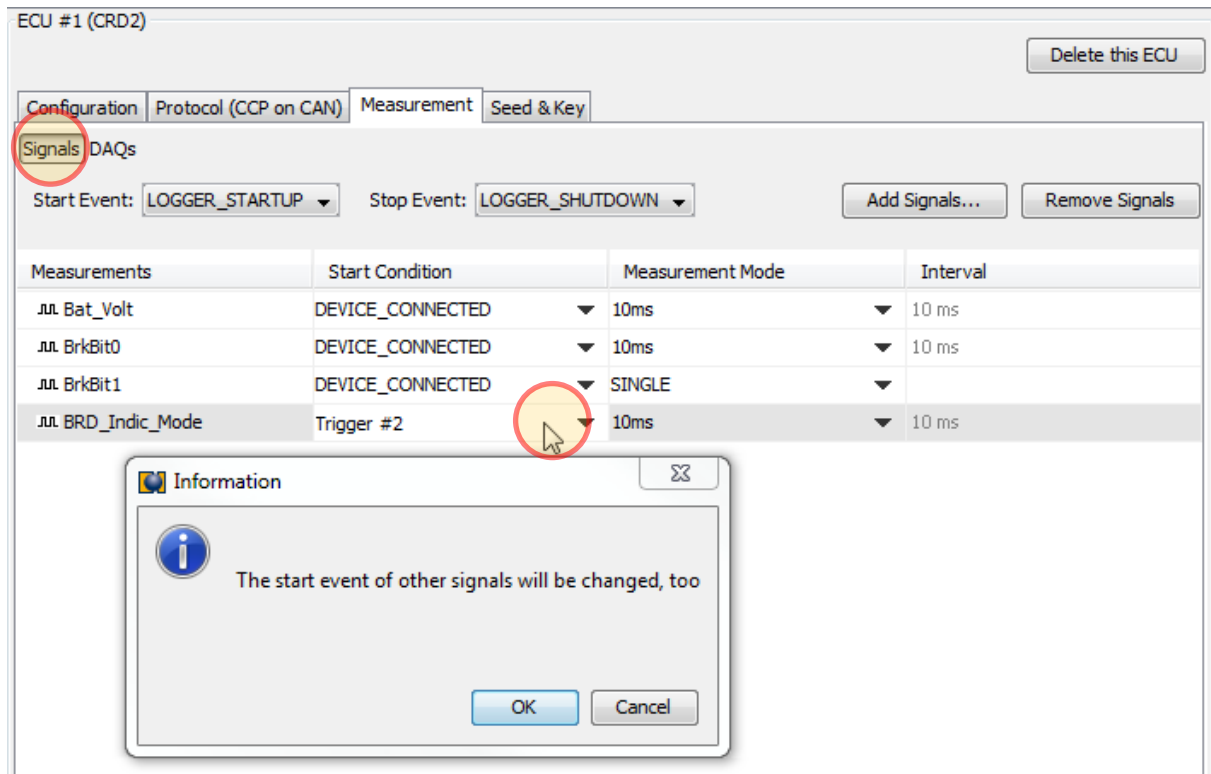 ECU #1 (CRD2)
Delete this ECU
Configuration Protocol (CCP on CAN) Measurement Seed & Key
Signals DAQs
Start Event: LOGGER_STARTUP Stop Event: LOGGER_SHUTDOWN Add Signals... Remove Signals
Measurements Start Condition Measurement Mode Interval
Bat_Volt DEVICE_CONNECTED 10ms 10 ms
BrkBit0 DEVICE_CONNECTED 10ms 10 ms
BrkBit1 DEVICE_CONNECTED SINGLE
BRD_Indic_Mode Trigger #2 10ms 10 ms
Information
The start event of other signals will be changed, too
OK Cancel